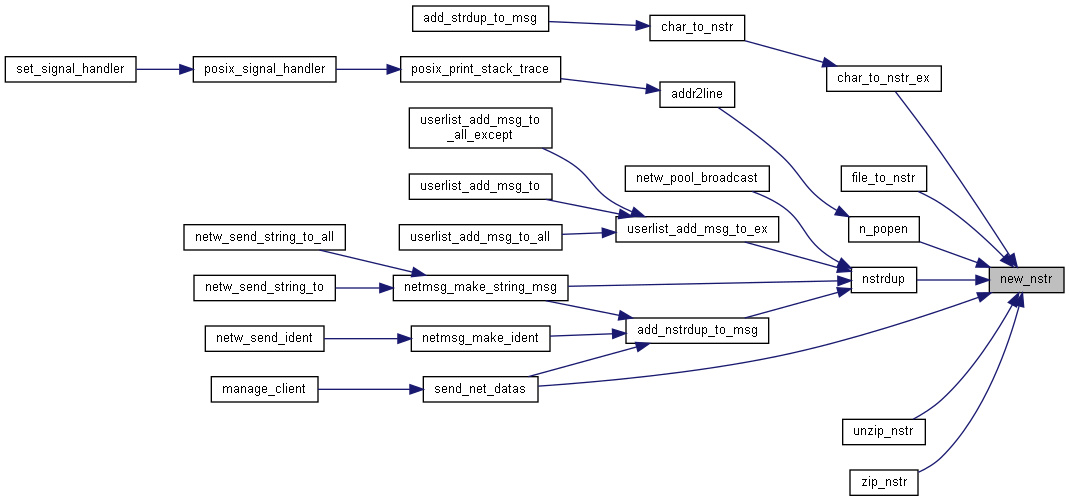 add_strdup_to_msg
char_to_nstr
set_signal_handler
posix_signal_handler
posix_print_stack_trace
char_to_nstr_ex
addr2line
userlist_add_msg_to
_all_except
userlist_add_msg_to
netw_pool_broadcast
file_to_nstr
netw_send_string_to_all
userlist_add_msg_to_all
userlist_add_msg_to_ex
n_popen
netw_send_string_to
netmsg_make_string_msg
nstrdup
new_nstr
netw_send_ident
netmsg_make_ident
add_nstrdup_to_msg
manage_client
send_net_datas
unzip_nstr
zip_nstr